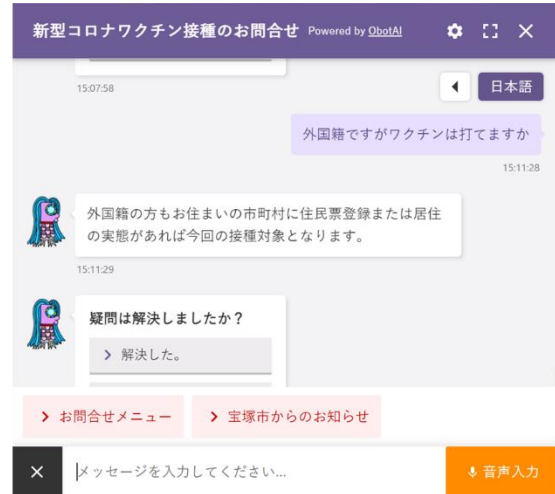 新型コロナワクチン接種のお問合せ Powered by ObotAI
15:07:58
日本語
外国籍ですがワクチンは打てますか
15:11:28
外国籍の方もお住まいの市町村に住民票登録または居住
の実態があれば今回の接種対象となります。
15:11:29
疑問は解決しましたか？
解決した。
お問合せメニュー
宝塚市からのお知らせ
メッセージを入力してください...
音声入力